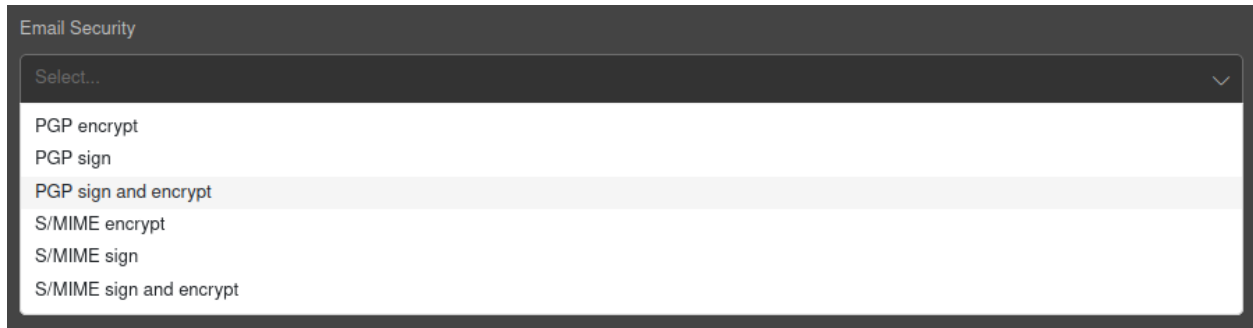 Email Security
Select...
PGP encrypt
PGP sign
PGP sign and encrypt
S/MIME encrypt
S/MIME sign
S/MIME sign and encrypt